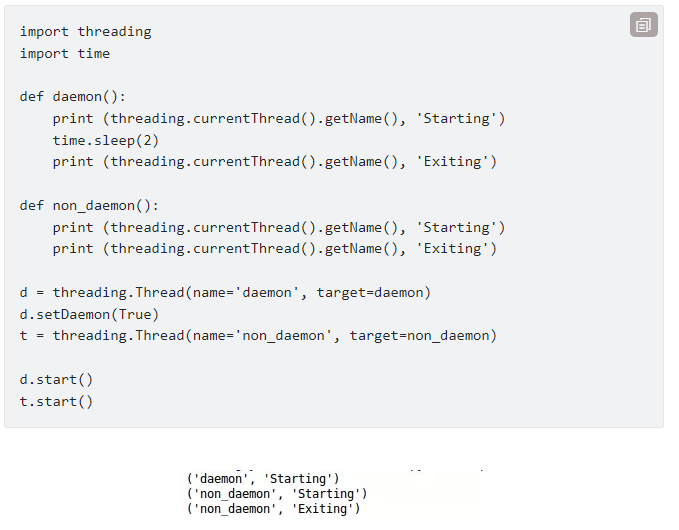 import threading
import time

def daemon():
    print (threading.currentThread().getName(), 'Starting')
    time.sleep(2)
    print (threading.currentThread().getName(), 'Exiting')

def non_daemon():
    print (threading.currentThread().getName(), 'Starting')
    print (threading.currentThread().getName(), 'Exiting')

d = threading.Thread(name='daemon', target=daemon)
d.setDaemon(True)
t = threading.Thread(name='non_daemon', target=non_daemon)

d.start()
t.start()

('daemon', 'Starting')
('non_daemon', 'Starting')
('non_daemon', 'Exiting')